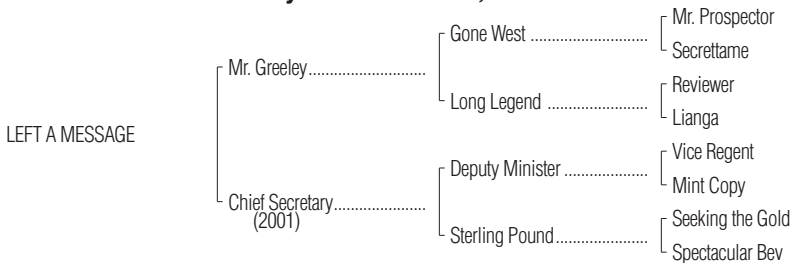 Mr. Prospector
Gone West ...........................
Secrettame
Mr. Greeley...........................
Reviewer
Long Legend .......................
Lianga
LEFT A MESSAGE
Vice Regent
Deputy Minister ...................
Mint Copy
Chief Secretary.....................
(2001)
Seeking the Gold
Sterling Pound.....................
Spectacular Bev